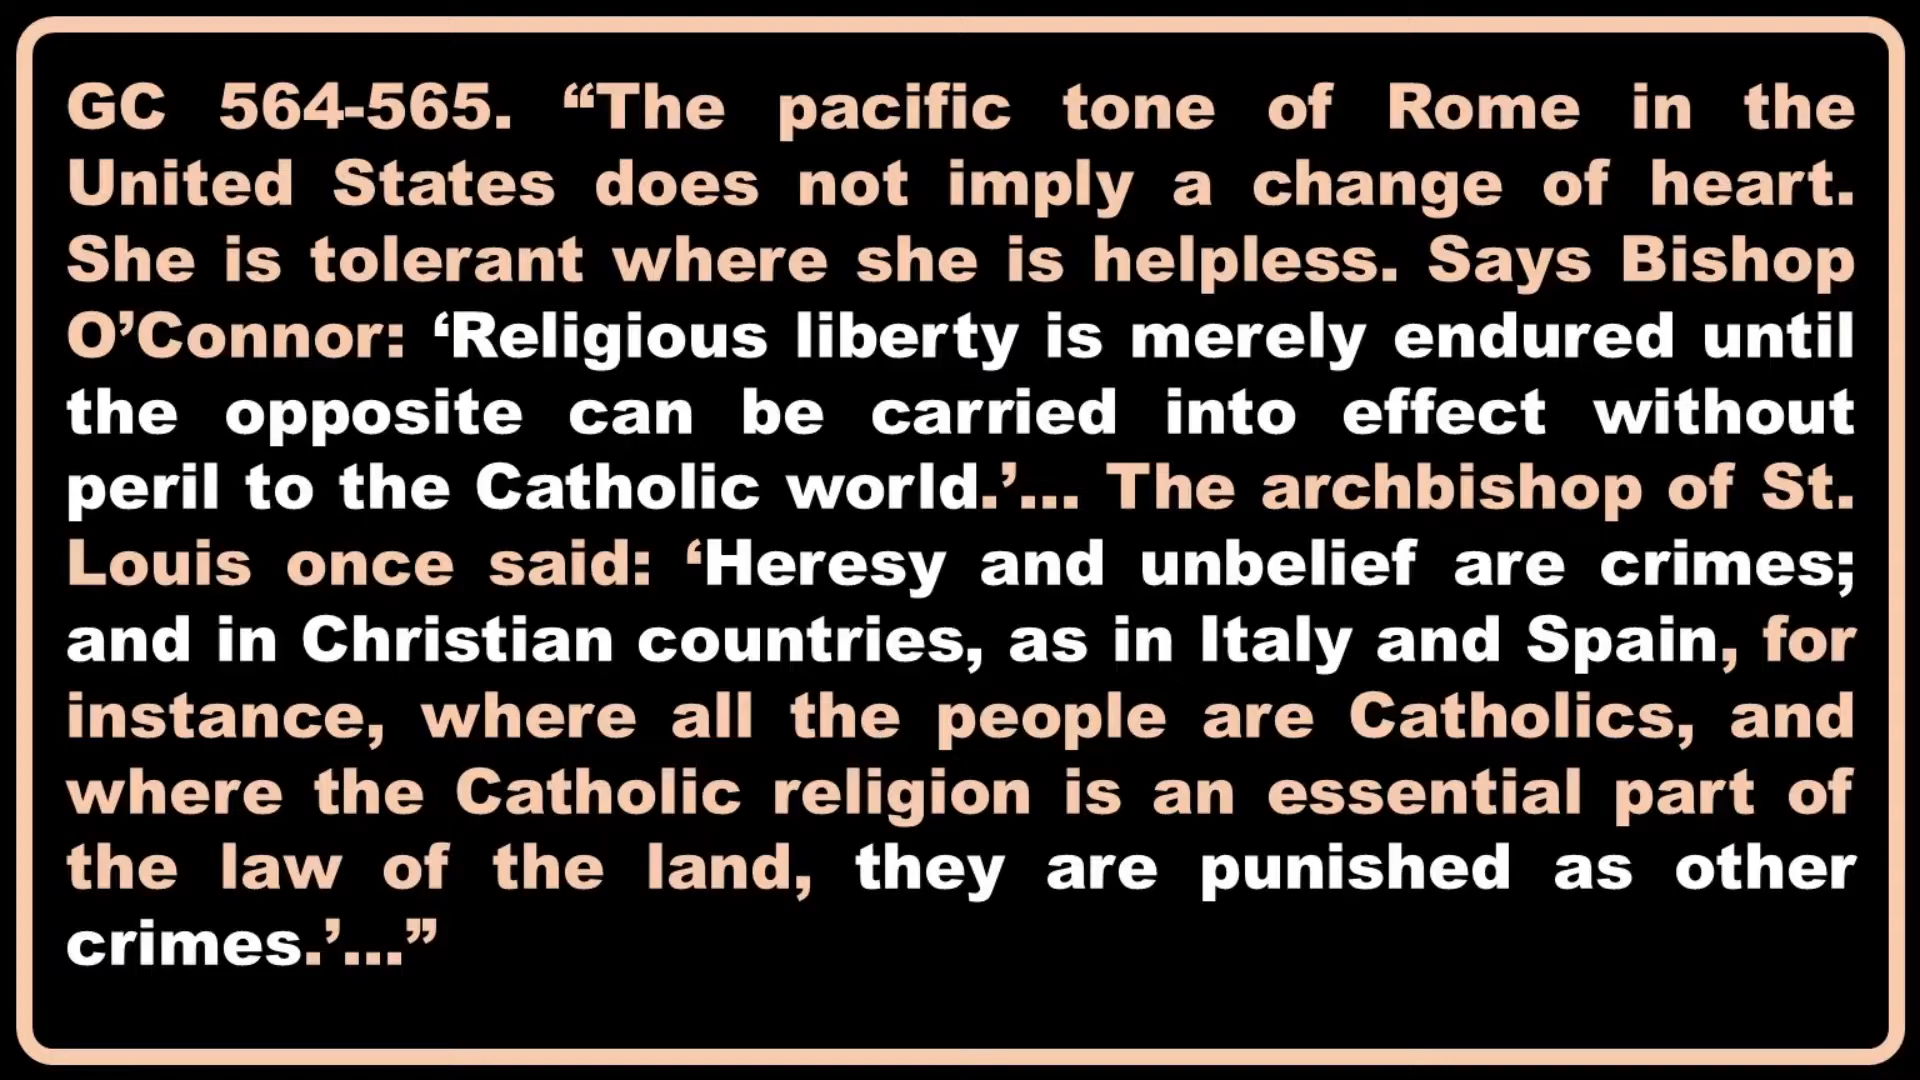 GC 564-565. “The pacific tone of Rome in the
United States does not imply a change of heart.
She is tolerant where she is helpless. Says Bishop
O’Connor: ‘Religious liberty is merely endured until
the opposite can be carried into effect without
peril to the Catholic world.’... The archbishop of St.
Louis once said: ‘Heresy and unbelief are crimes;
and in Christian countries, as in Italy and Spain, for
instance, where all the people are Catholics, and
where the Catholic religion is an essential part of
the law of the land, they are punished as other
crimes.’...”